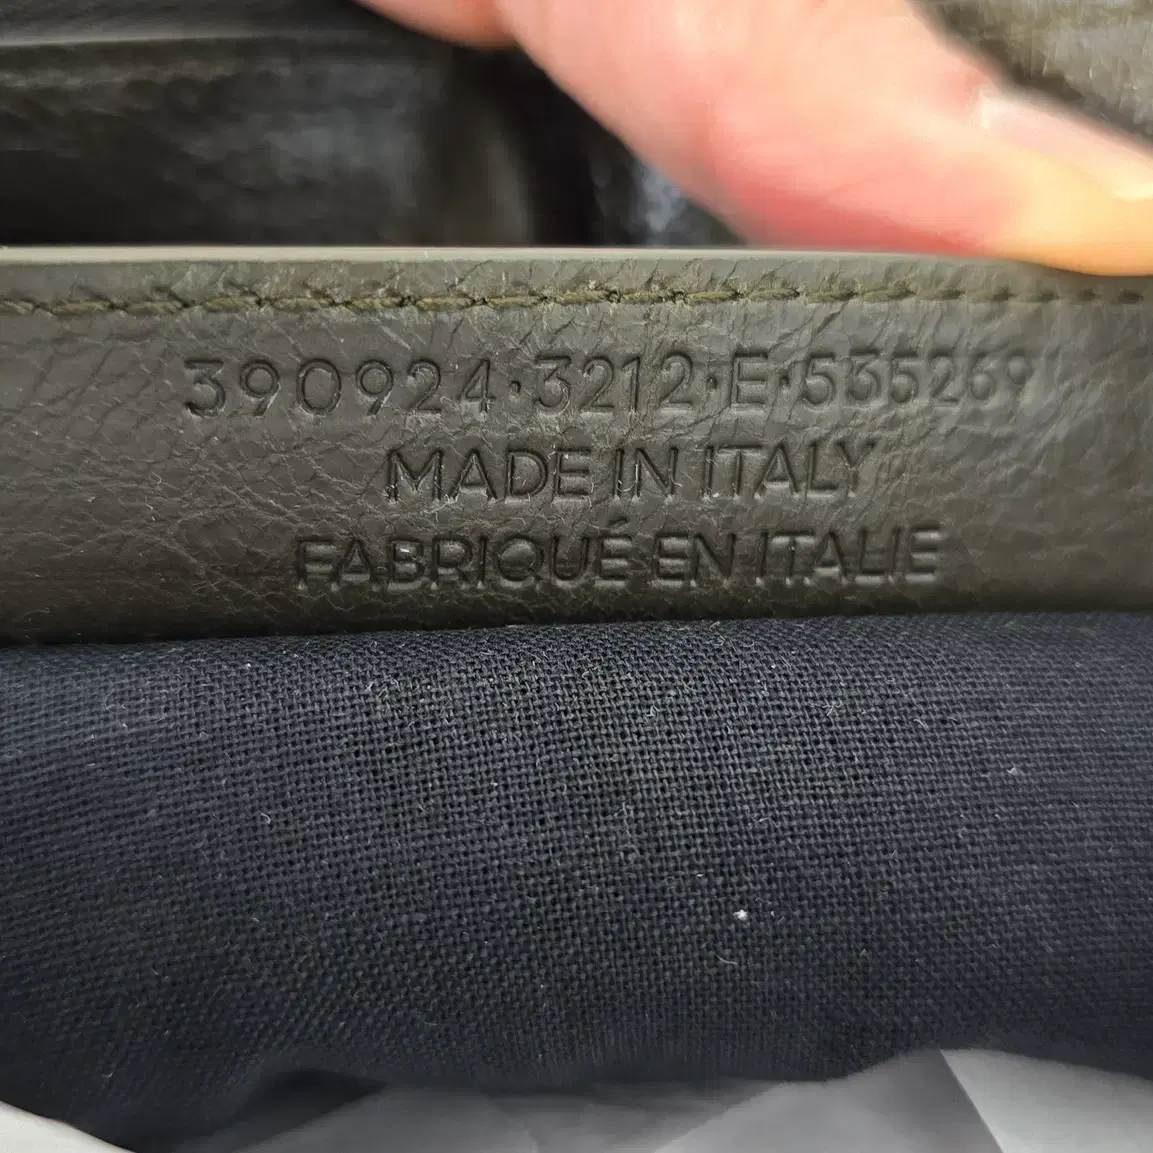 390924·3212·E·535269
MADE IN ITALY
FABRIQUÉ EN ITALIE